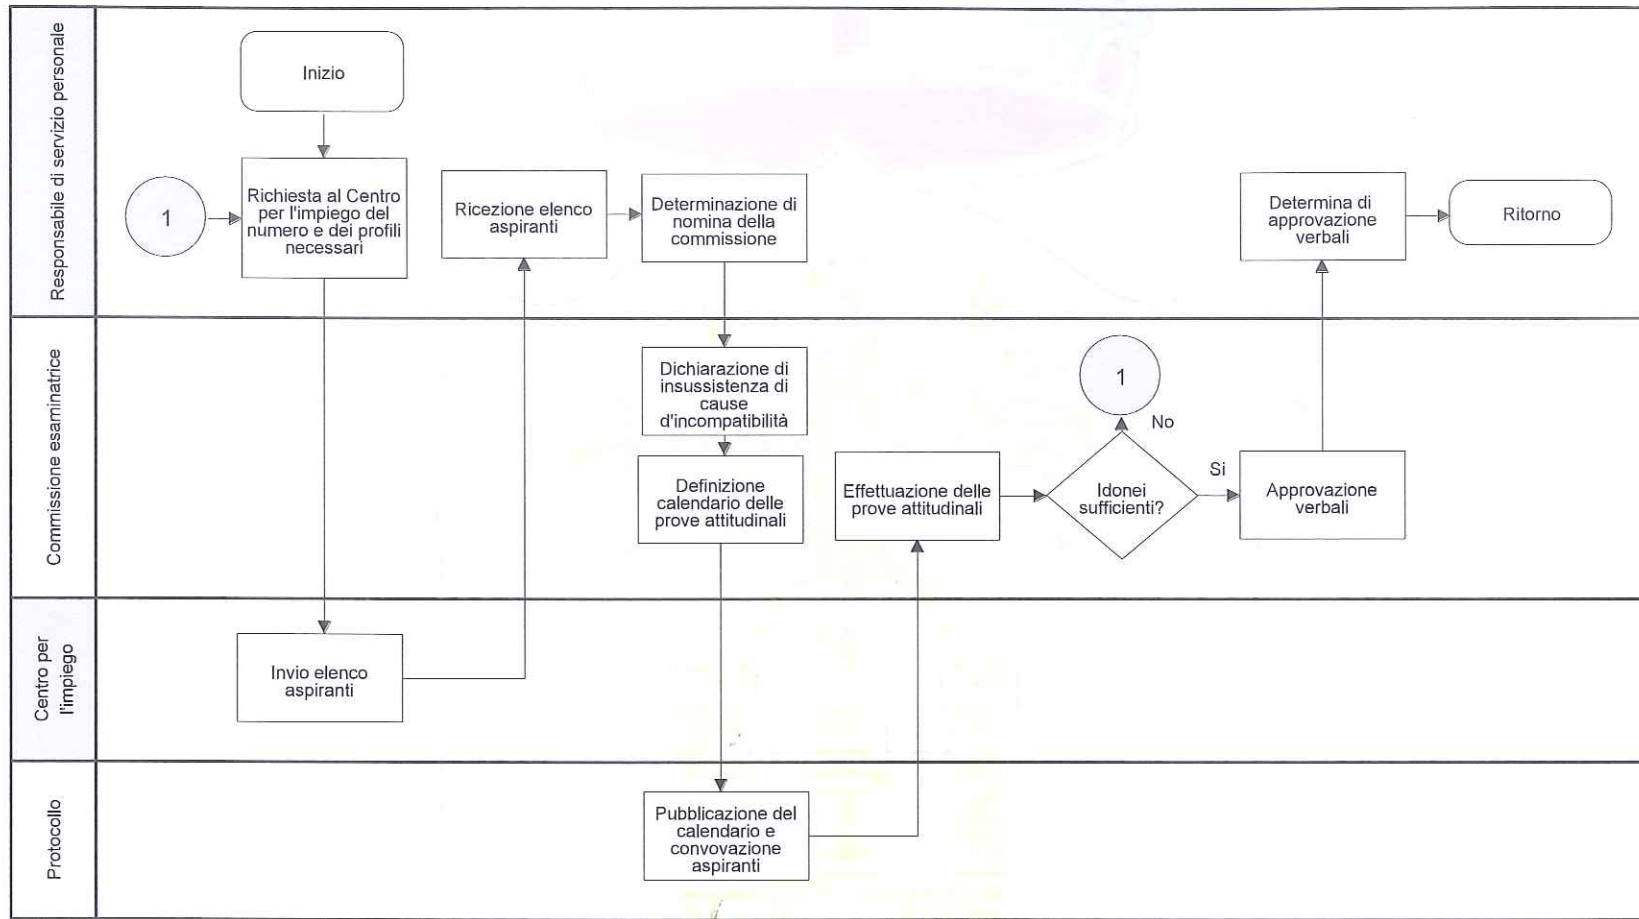 Responsabile di servizio personale
Inizio
1
Richiesta al Centro
per l'impiego del
numero e dei profili
necessari
Ricezione elenco
aspiranti
Determinazione di
nomina della
commissione
Determina di
approvazione
verbali
Ritorno
Commissione esaminatrice
Dichiarazione di
insussistenza di
cause
d'incompatibilità
Definizione
calendario delle
prove attitudinali
Effettuazione delle
prove attitudinali
1
No
Idonei
sufficienti?
Si
Approvazione
verbali
Centro per
l'impiego
Invio elenco
aspiranti
Protocollo
Pubblicazione del
calendario e
convovazione
aspiranti